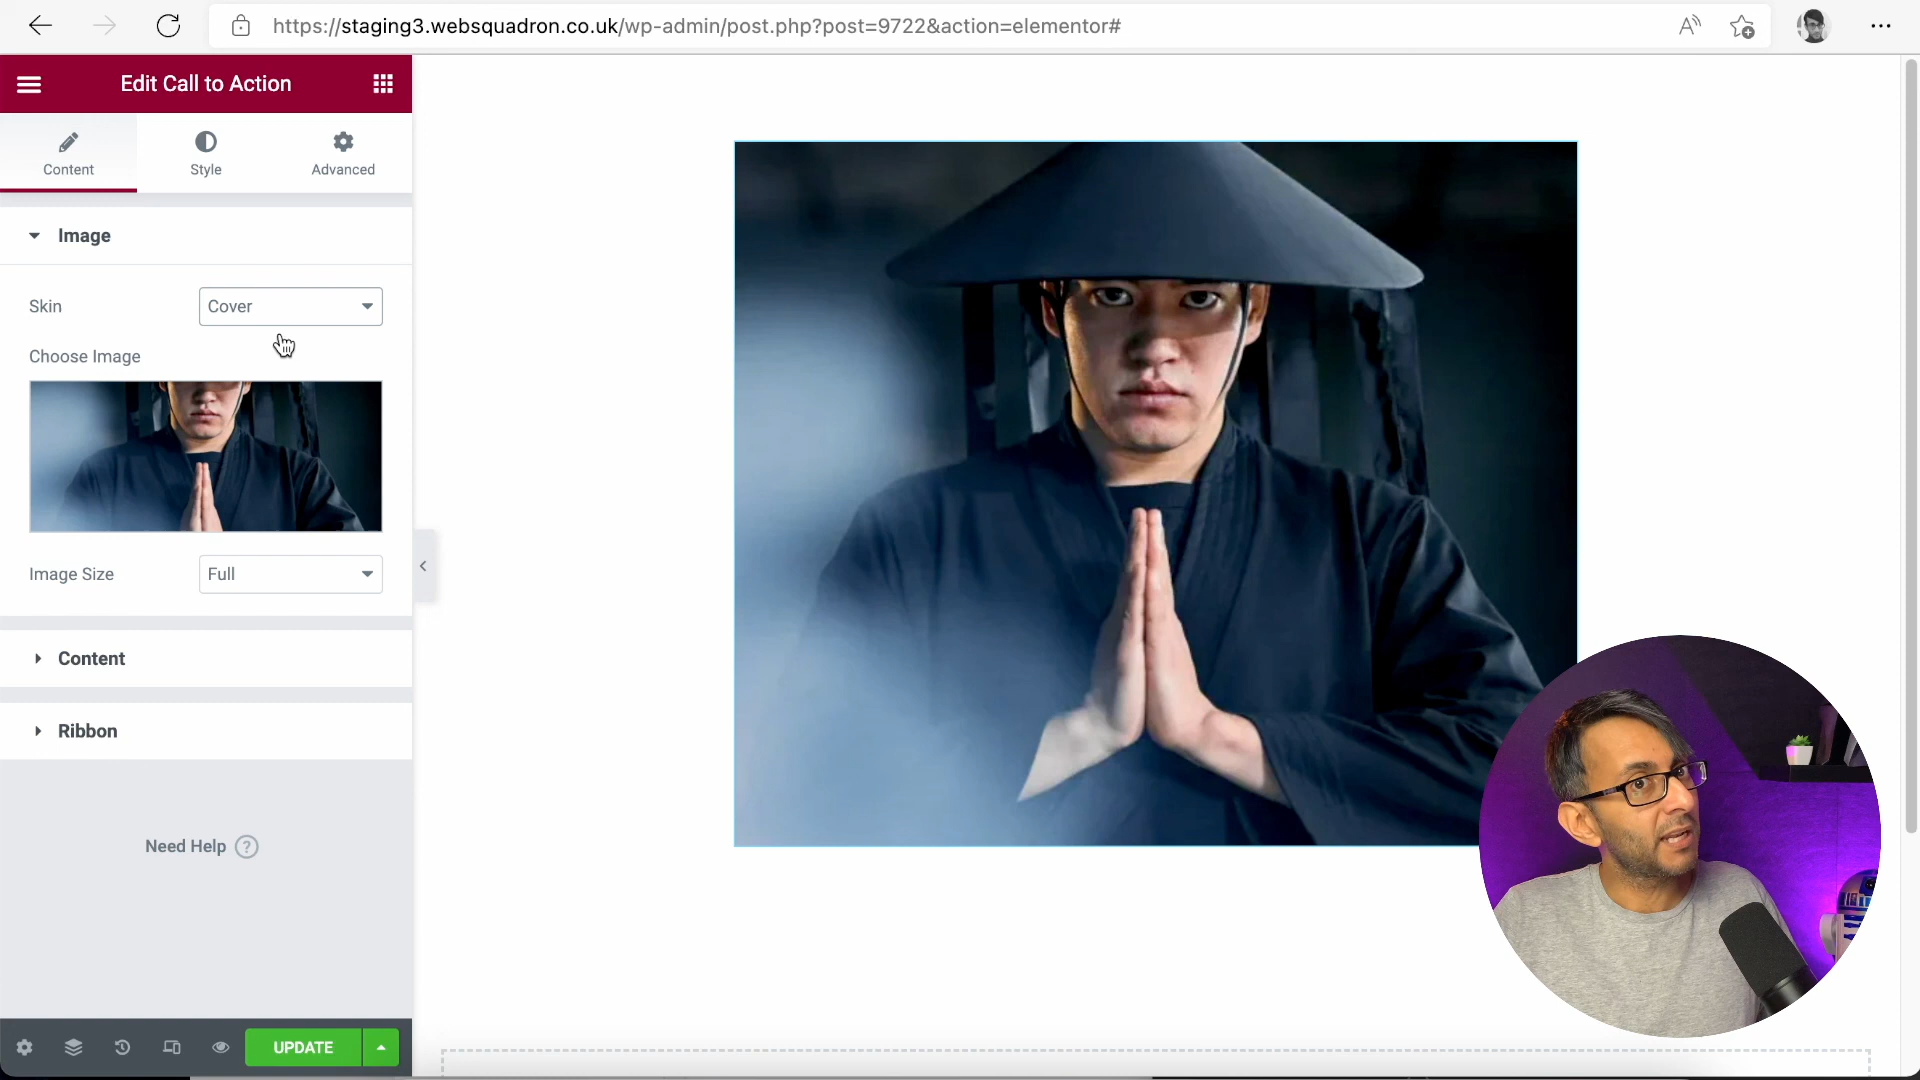 https://staging3.websquadron.co.uk/wp-admin/post.php?post=9722&action=elementor#
Edit Call to Action
Content
Style
Advanced
Image
Skin
Cover
Choose Image
Image Size
Full
Content
Ribbon
Need Help ?
UPDATE